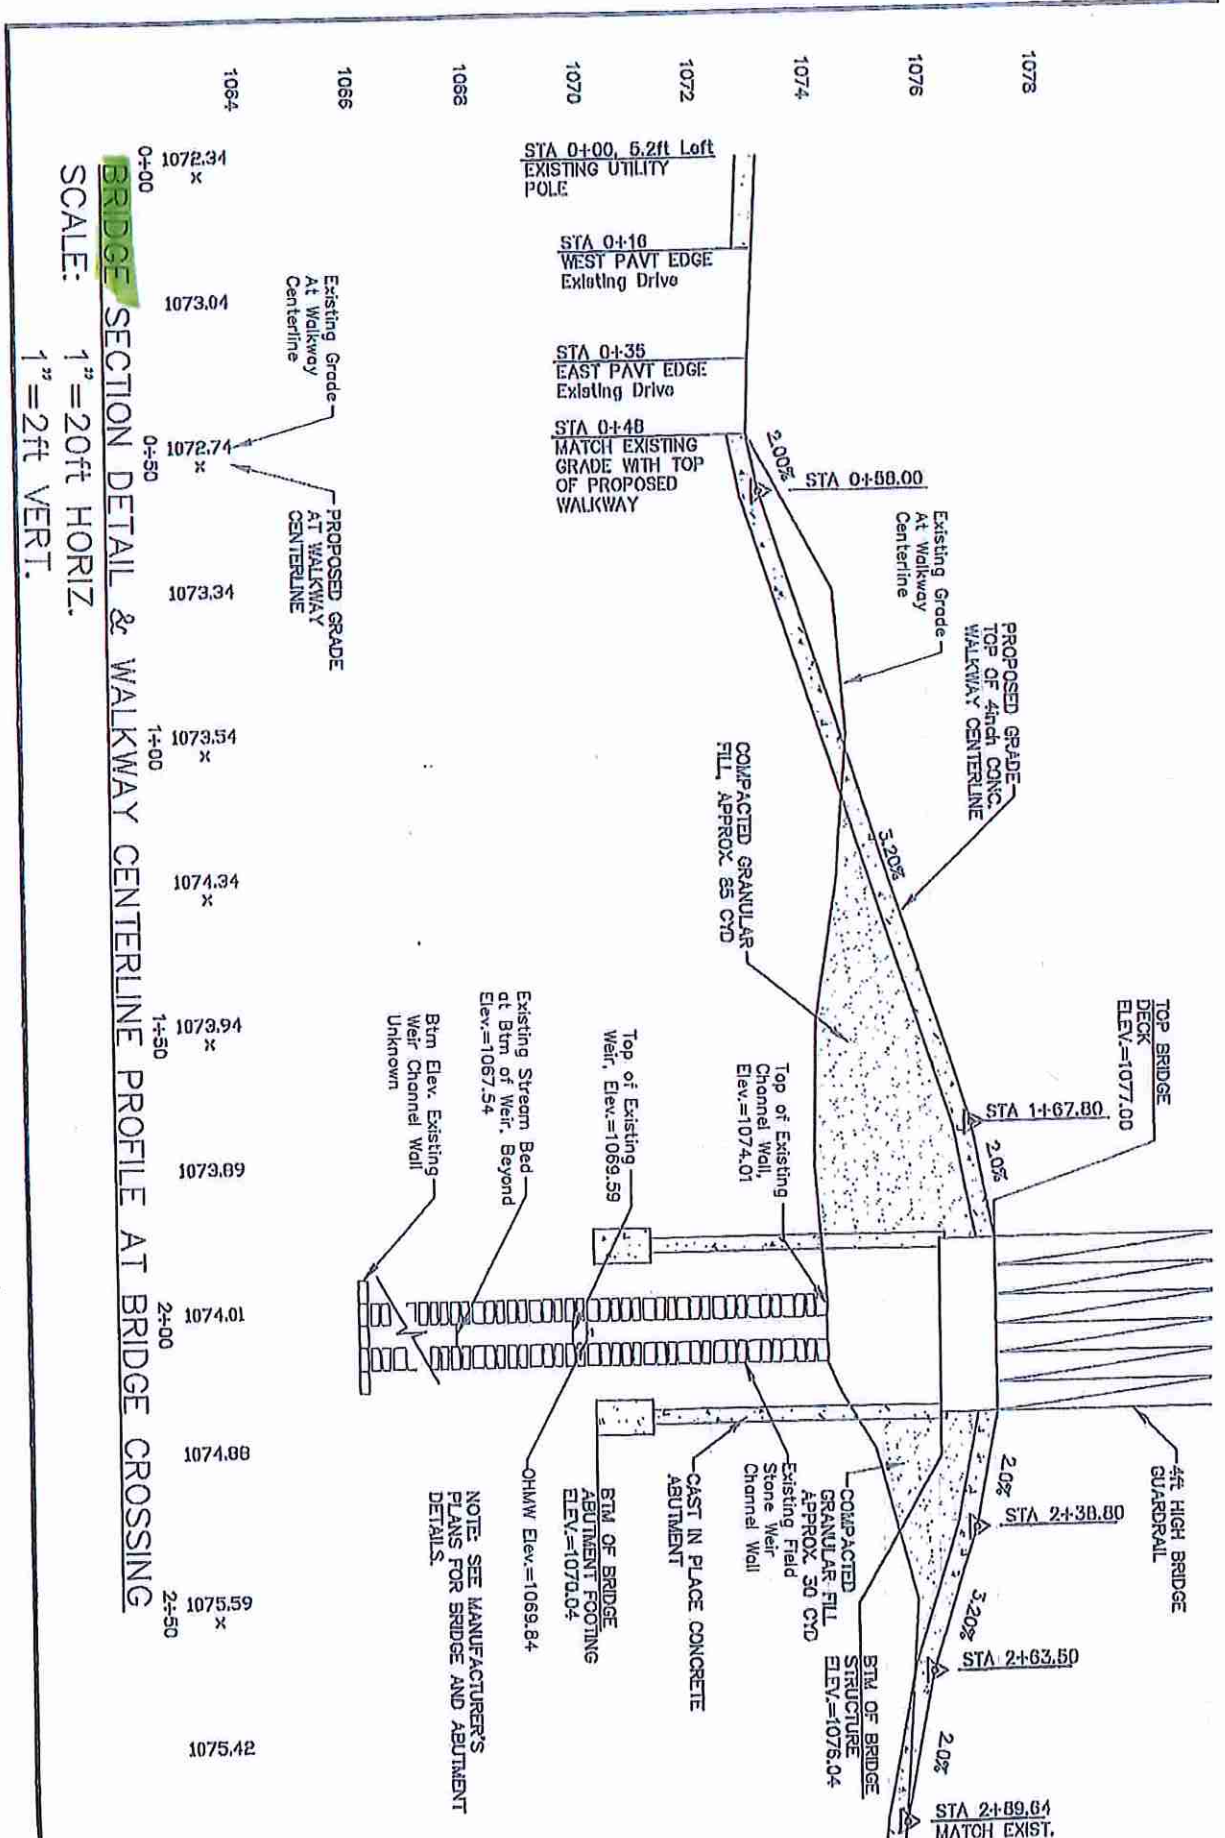 1078
1076
1074
1072
1070
1068
1066
1064
STA 0+00, 5.2ft Left
EXISTING UTILITY
POLE
STA 0+16
WEST PAVT EDGE
Existing Drive
STA 0+35
EAST PAVT EDGE
Existing Drive
STA 0+48
MATCH EXISTING
GRADE WITH TOP
OF PROPOSED
WALKWAY
2.00%
STA 0+58.00
Existing Grade
At Walkway
Centerline
PROPOSED GRADE
TOP OF 4inch CONC.
WALKWAY CENTERLINE
3.20%
COMPACTED GRANULAR
FILL, APPROX. 85 CYD
TOP BRIDGE
DECK
ELEV.=1077.00
STA 1+67.80
2.0%
Top of Existing
Channel Wall,
Elev.=1074.01
Top of Existing
Weir, Elev.=1069.59
Existing Stream Bed
at Btm of Weir, Beyond
Elev.=1067.54
Btm Elev. Existing
Weir Channel Wall
Unknown
4ft HIGH BRIDGE
GUARDRAIL
2.0%
STA 2+38.80
3.20%
STA 2+63.50
2.0%
STA 2+89.64
MATCH EXIST.
BTM OF BRIDGE
STRUCTURE
ELEV.=1076.04
COMPACTED
GRANULAR FILL
APPROX. 30 CYD
Existing Field
Stone Weir
Channel Wall
CAST IN PLACE CONCRETE
ABUTMENT
BTM OF BRIDGE
ABUTMENT FOOTING
ELEV.=1070.04
OHMW Elev.=1069.84
NOTE: SEE MANUFACTURER'S
PLANS FOR BRIDGE AND ABUTMENT
DETAILS.
Existing Grade
At Walkway
Centerline
PROPOSED GRADE
AT WALKWAY
CENTERLINE
1072.34 1073.04 1072.74 1073.34 1073.54 1074.34 1073.94 1073.89 1074.01 1074.88 1075.59 1075.42
x x x x x x
0+00 0+50 1+00 1+50 2+00 2+50
BRIDGE SECTION DETAIL & WALKWAY CENTERLINE PROFILE AT BRIDGE CROSSING
SCALE: 1"=20ft HORIZ.
1"=2ft VERT.